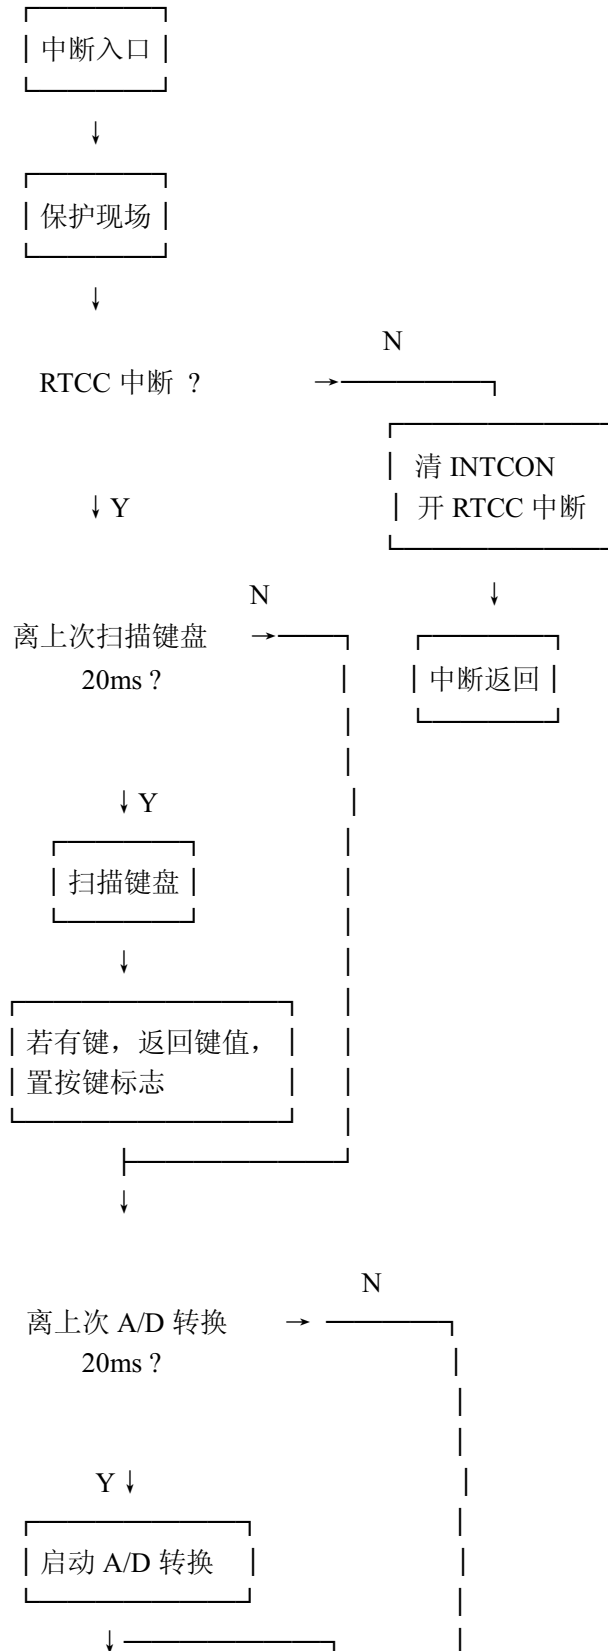 中断入口
保护现场
N
RTCC 中断 ?
清 INTCON
Y
开 RTCC 中断
N
离上次扫描键盘
20ms ?
中断返回
Y
扫描键盘
若有键，返回键值，
置按键标志
N
离上次 A/D 转换
20ms ?
Y
启动 A/D 转换